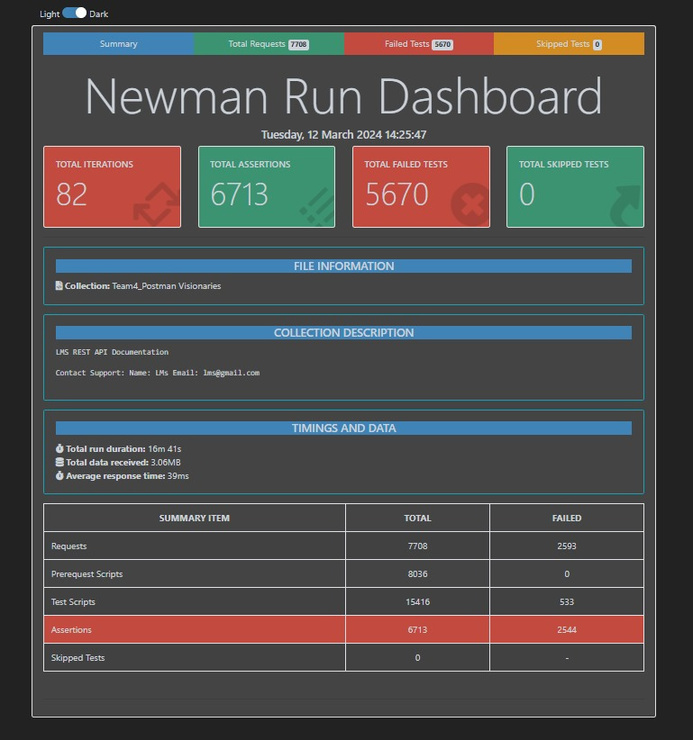 Light Dark
Summary Total Requests 7708 Failed Tests 5670 Skipped Tests 0
Newman Run Dashboard
Tuesday, 12 March 2024 14:25:47
TOTAL ITERATIONS
82
TOTAL ASSERTIONS
6713
TOTAL FAILED TESTS
5670
TOTAL SKIPPED TESTS
0
FILE INFORMATION
Collection: Team4_Postman Visionaries
COLLECTION DESCRIPTION
LMS REST API Documentation
Contact Support: Name: LMs Email: lms@gmail.com
TIMINGS AND DATA
Total run duration: 16m 41s
Total data received: 3.06MB
Average response time: 39ms
SUMMARY ITEM TOTAL FAILED
Requests 7708 2593
Prerequest Scripts 8036 0
Test Scripts 15416 533
Assertions 6713 2544
Skipped Tests 0 -